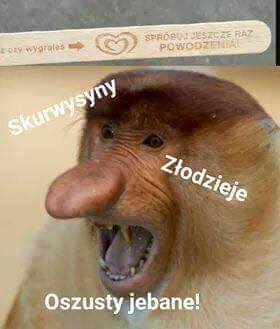 z czy wygrałeś
SPRÓBUJ JESZCZE RAZ
POWODZENIA!
Skurwysyny
Złodzieje
Oszusty jebane!